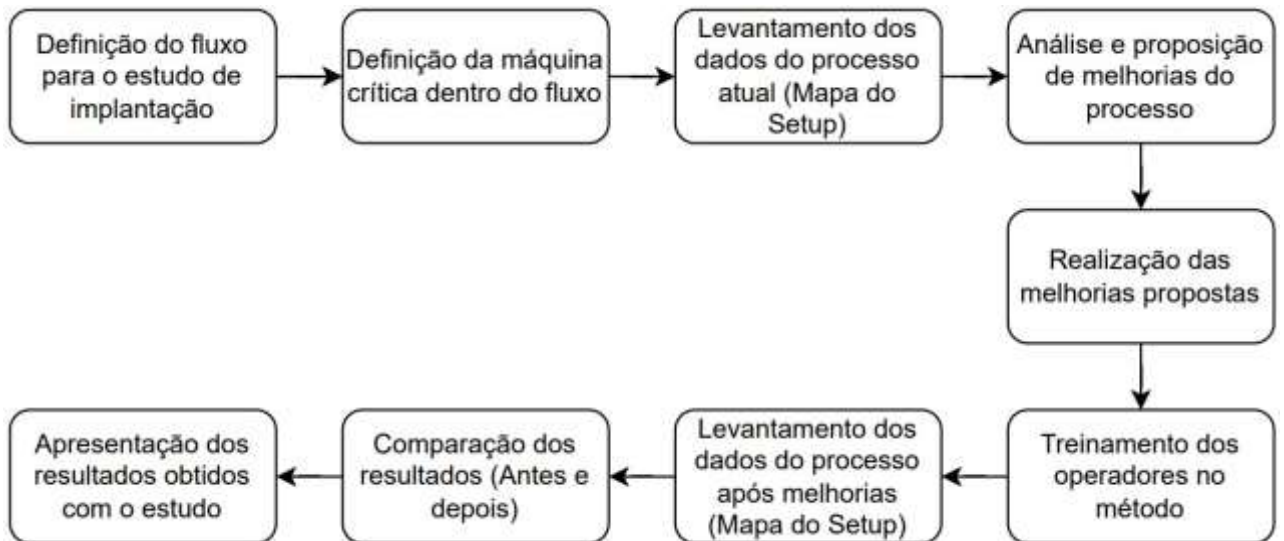 Definição do fluxo
para o estudo de
implantação
Definição da máquina
crítica dentro do fluxo
Levantamento dos
dados do processo
atual (Mapa do
Setup)
Análise e proposição
de melhorias do
processo
Realização das
melhorias propostas
Treinamento dos
operadores no
método
Levantamento dos
dados do processo
após melhorias
(Mapa do Setup)
Comparação dos
resultados (Antes e
depois)
Apresentação dos
resultados obtidos
com o estudo